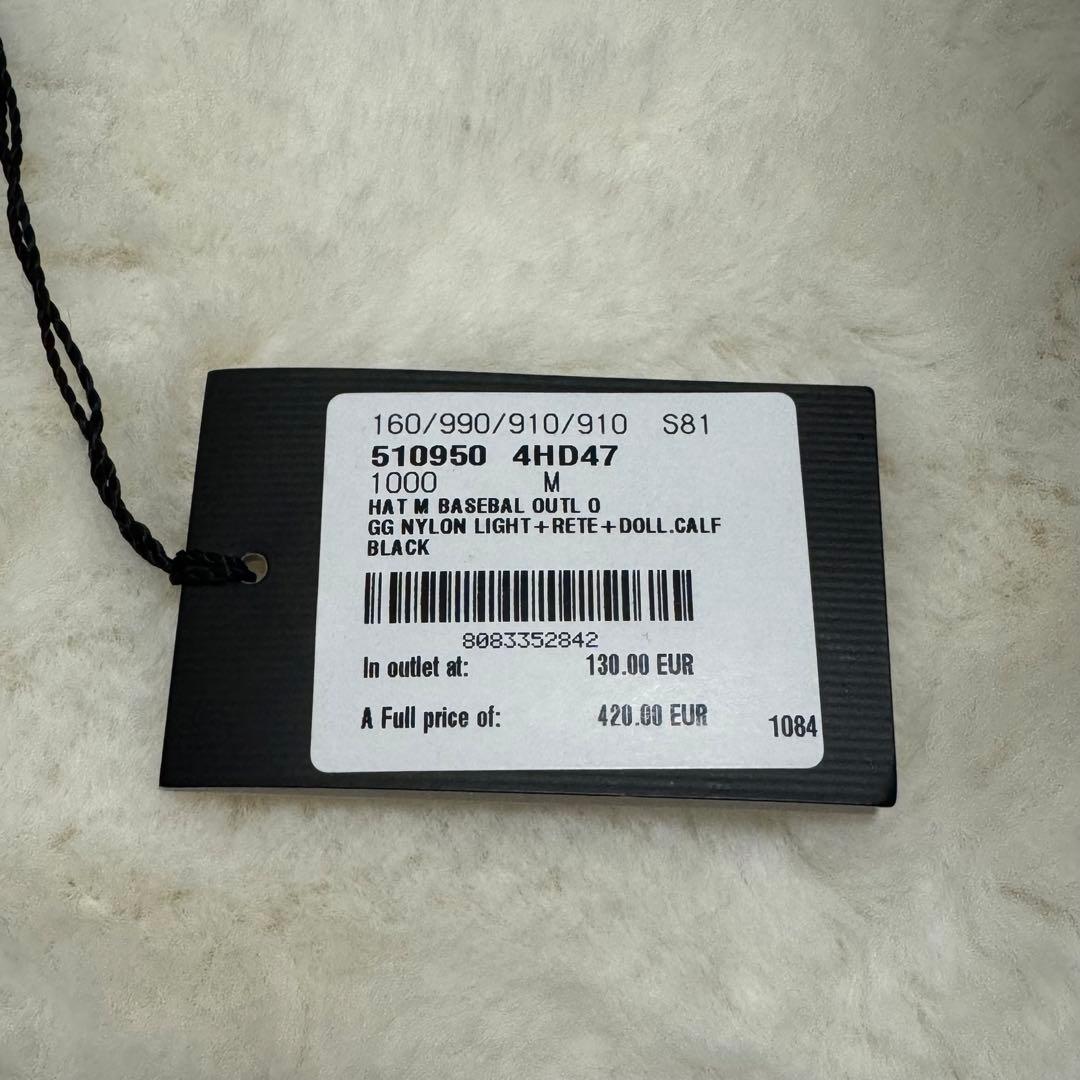 160/990/910/910 S81
510950 4HD47
1000 M
HAT M BASEBAL OUTL O
GG NYLON LIGHT+RETE+DOLL.CALF
BLACK
8083352842
In outlet at: 130.00 EUR
A Full price of: 420.00 EUR
1084